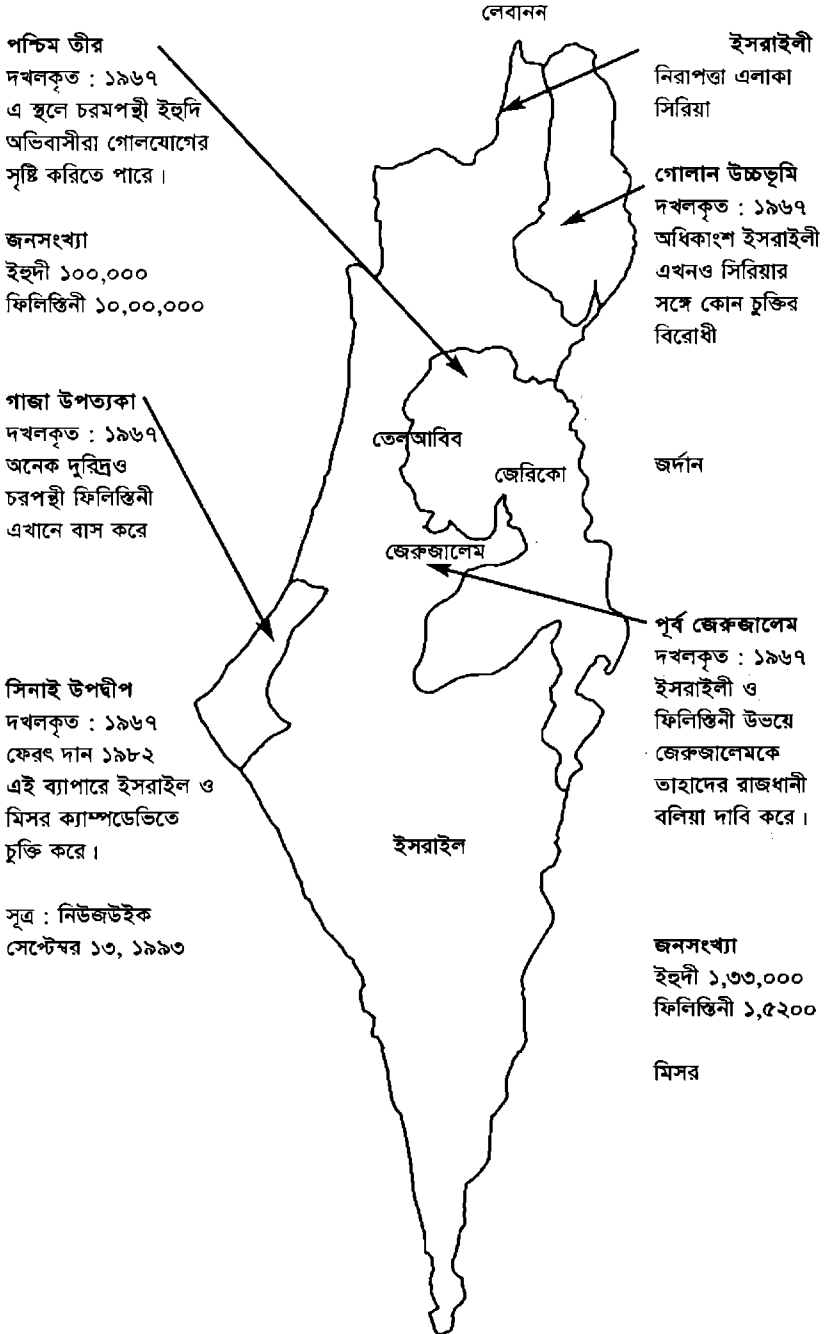 লেবানন
পশ্চিম তীর
দখলকৃত : ১৯৬৭
এ স্থলে চরমপন্থী ইহুদি
অভিবাসীরা গোলযোগের
সৃষ্টি করিতে পারে।
জনসংখ্যা
ইহুদী ১০০,০০০
ফিলিস্তিনী ১০,০০,০০০
গাজা উপত্যকা
দখলকৃত : ১৯৬৭
অনেক দুরিদ্রও
চরপন্থী ফিলিস্তিনী
এখানে বাস করে
সিনাই উপদ্বীপ
দখলকৃত : ১৯৬৭
ফেরৎ দান ১৯৮২
এই ব্যাপারে ইসরাইল ও
মিসর ক্যাম্পডেভিতে
চুক্তি করে।
সূত্র : নিউজউইক
সেপ্টেম্বর ১৩, ১৯৯৩
তেলআবিব
জেরিকো
জেরুজালেম
ইসরাইল
ইসরাইলী
নিরাপত্তা এলাকা
সিরিয়া
গোলান উচ্চভূমি
দখলকৃত : ১৯৬৭
অধিকাংশ ইসরাইলী
এখনও সিরিয়ার
সঙ্গে কোন চুক্তির
বিরোধী
জর্দান
পূর্ব জেরুজালেম
দখলকৃত : ১৯৬৭
ইসরাইলী ও
ফিলিস্তিনী উভয়ে
জেরুজালেমকে
তাহাদের রাজধানী
বলিয়া দাবি করে।
জনসংখ্যা
ইহুদী ১,৩৩,০০০
ফিলিস্তিনী ১,৫২০০
মিসর